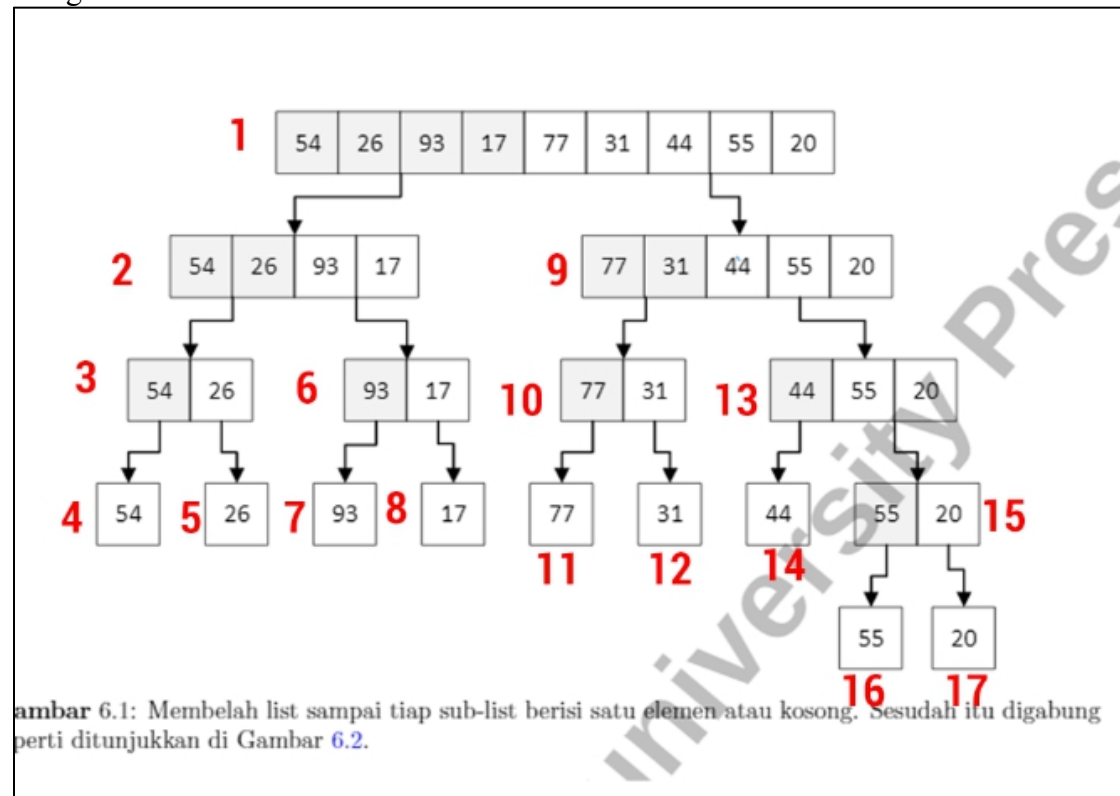 1 54 26 93 17 77 31 44 55 20
2 54 26 93 17 9 77 31 44 55 20
3 54 26 6 93 17 10 77 31 13 44 55 20
4 54 5 26 7 93 8 17 77 31 44 55 20 15
11 12 14
55 20
16 17
ambar 6.1: Membelah list sampai tiap sub-list berisi satu elemen atau kosong. Sesudah itu digabung
perti ditunjukkan di Gambar 6.2.
niversity Pres